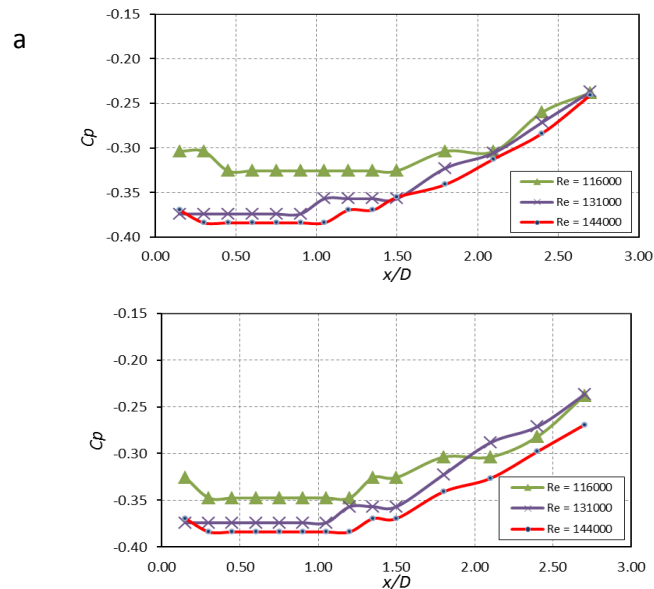 a
-0.15
-0.20
-0.25
-0.30
-0.35
-0.40
Cp
0.00 0.50 1.00 1.50 2.00 2.50 3.00
x/D
Re = 116000
Re = 131000
Re = 144000
-0.15
-0.20
-0.25
-0.30
-0.35
-0.40
Cp
0.00 0.50 1.00 1.50 2.00 2.50 3.00
x/D
Re = 116000
Re = 131000
Re = 144000